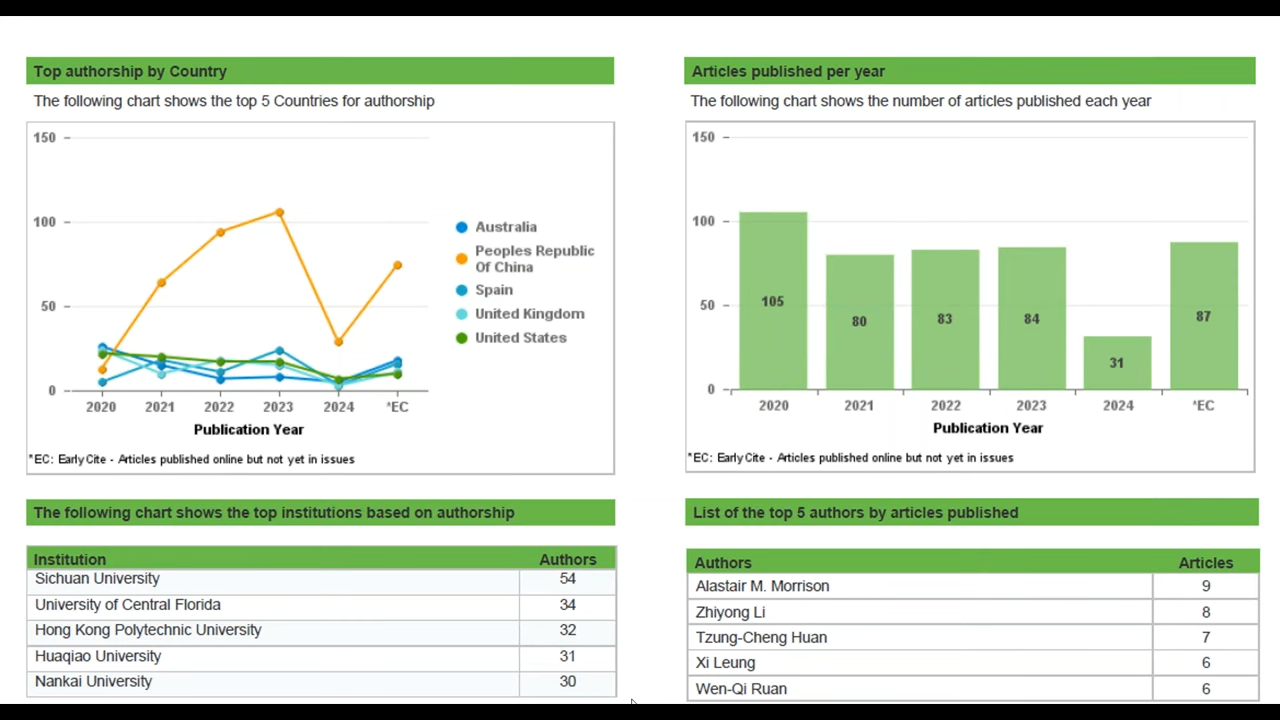 Top authorship by Country
The following chart shows the top 5 Countries for authorship
150
100
50
0
2020 2021 2022 2023 2024 *EC
Publication Year
Australia
Peoples Republic
Of China
Spain
United Kingdom
United States
*EC: EarlyCite - Articles published online but not yet in issues
Articles published per year
The following chart shows the number of articles published each year
150
100
50
0
105 80 83 84 31 87
2020 2021 2022 2023 2024 *EC
Publication Year
*EC: EarlyCite - Articles published online but not yet in issues
The following chart shows the top institutions based on authorship
Institution Authors
Sichuan University 54
University of Central Florida 34
Hong Kong Polytechnic University 32
Huaqiao University 31
Nankai University 30
List of the top 5 authors by articles published
Authors Articles
Alastair M. Morrison 9
Zhiyong Li 8
Tzung-Cheng Huan 7
Xi Leung 6
Wen-Qi Ruan 6